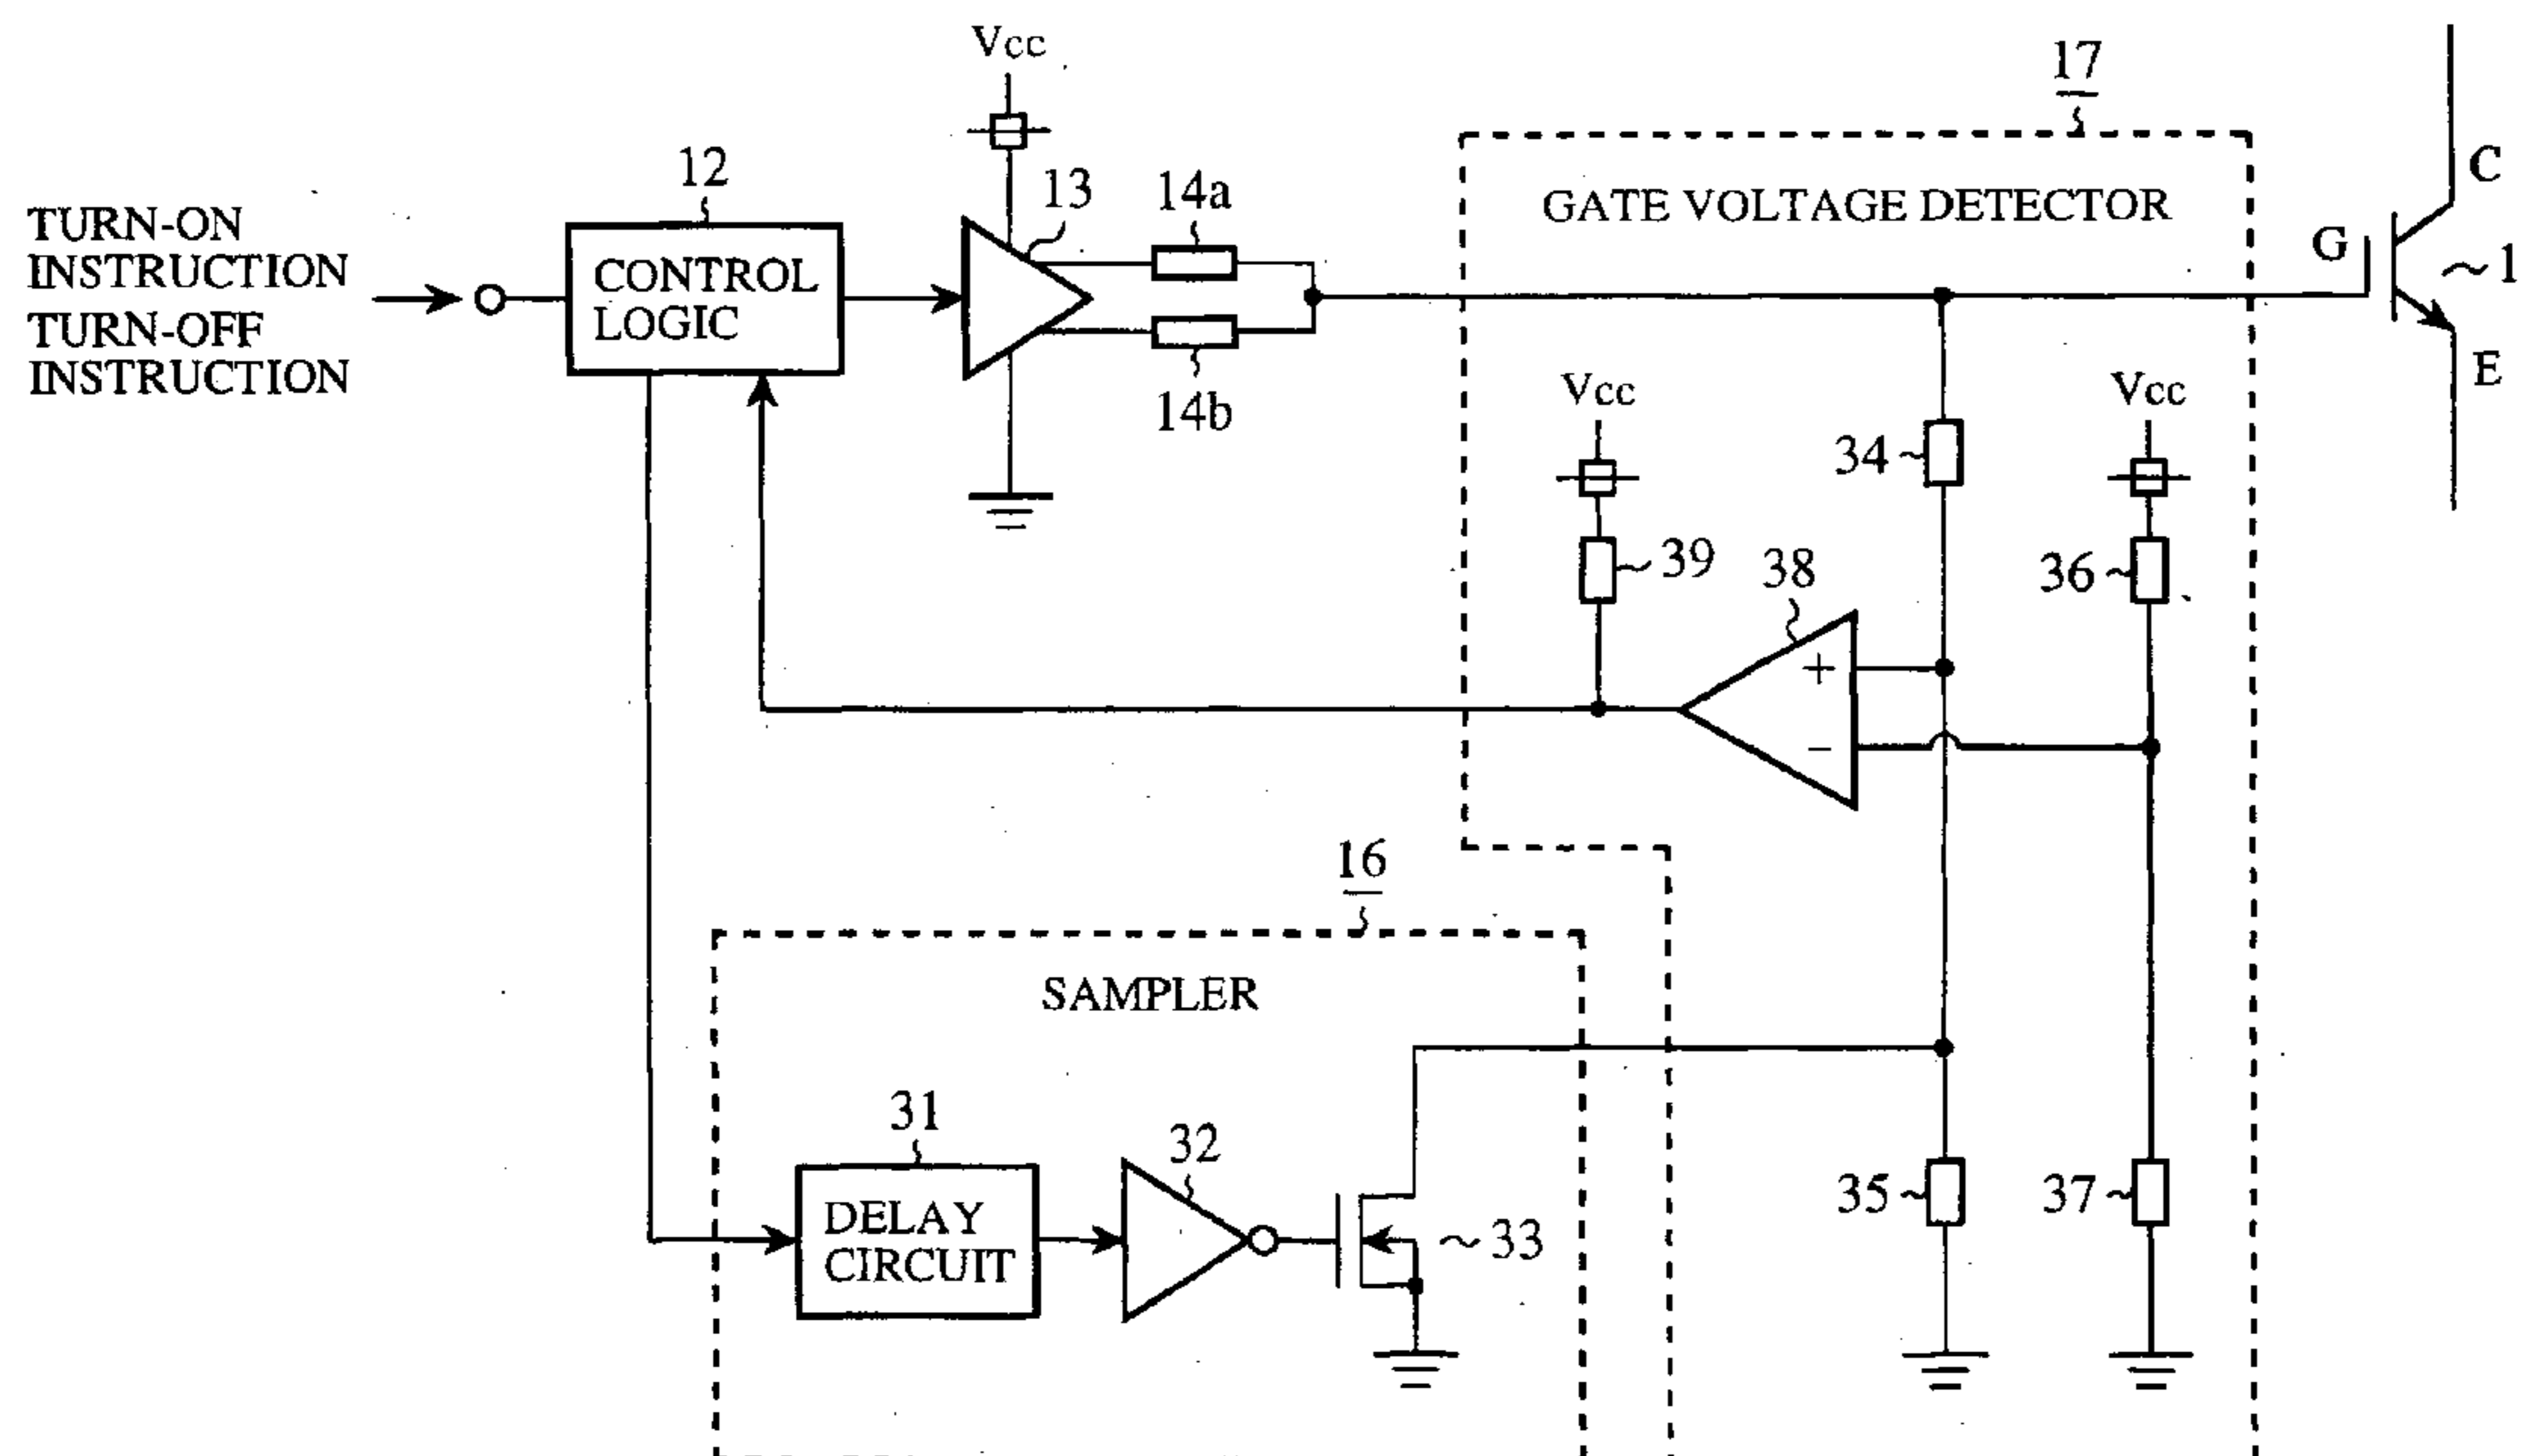 Vcc
17
12
13
14a
C
TURN-ON
INSTRUCTION
TURN-OFF
INSTRUCTION
CONTROL
LOGIC
GATE VOLTAGE DETECTOR
G
1
E
14b
Vcc
Vcc
34
39
38
36
+
−
16
SAMPLER
31
32
DELAY
CIRCUIT
33
35
37